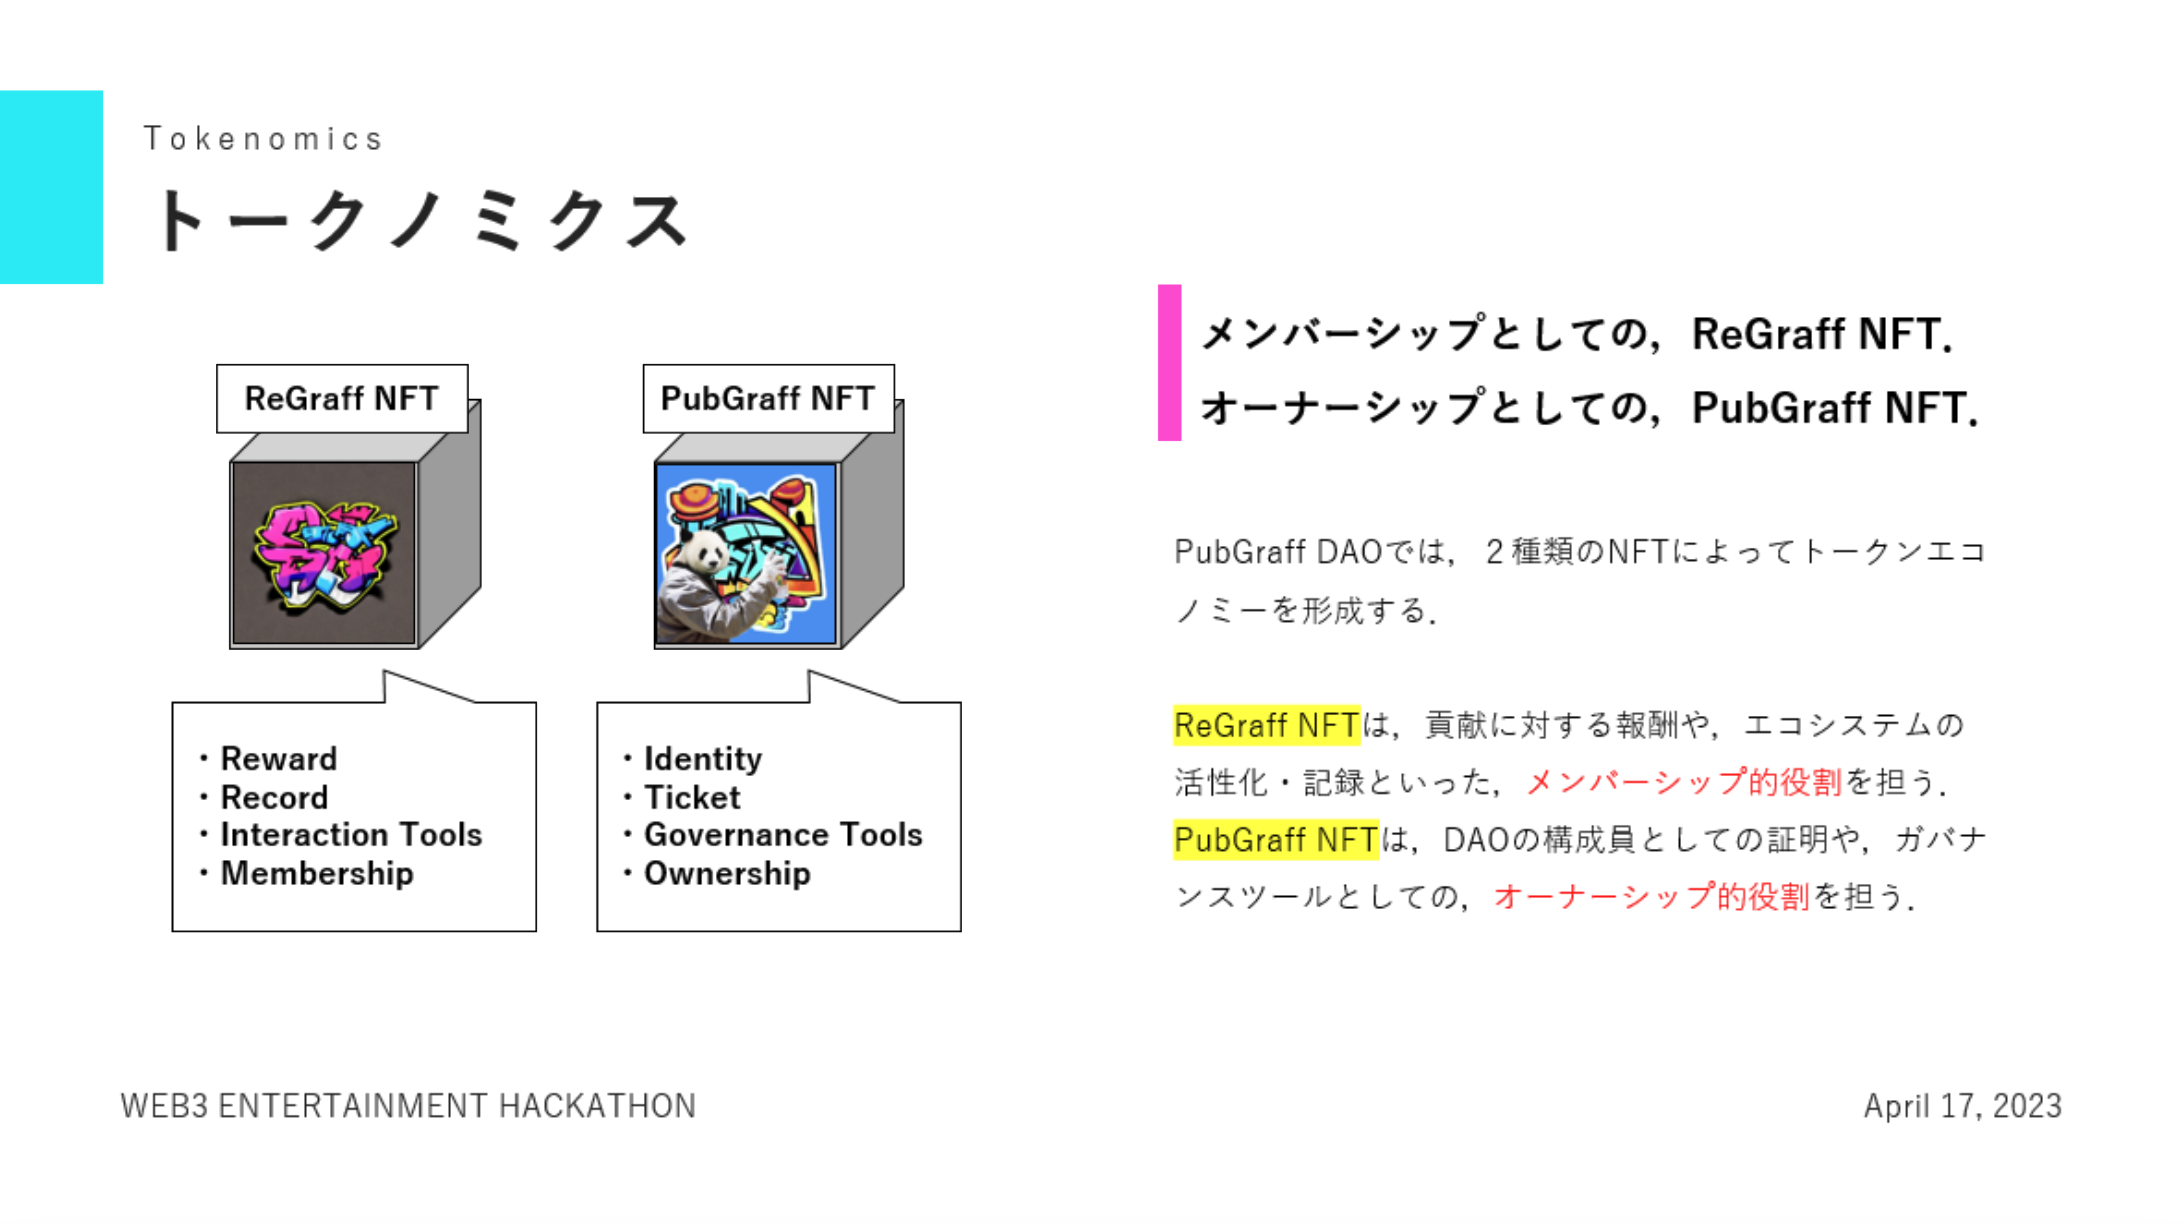 Tokenomics
トークノミクス
ReGraff NFT
PubGraff NFT
・Reward
・Record
・Interaction Tools
・Membership
・Identity
・Ticket
・Governance Tools
・Ownership
メンバーシップとしての，ReGraff NFT．
オーナーシップとしての，PubGraff NFT．
PubGraff DAOでは，２種類のNFTによってトークンエコ
ノミーを形成する．
ReGraff NFTは，貢献に対する報酬や，エコシステムの
活性化・記録といった，メンバーシップ的役割を担う．
PubGraff NFTは，DAOの構成員としての証明や，ガバナ
ンスツールとしての，オーナーシップ的役割を担う．
WEB3 ENTERTAINMENT HACKATHON
April 17, 2023